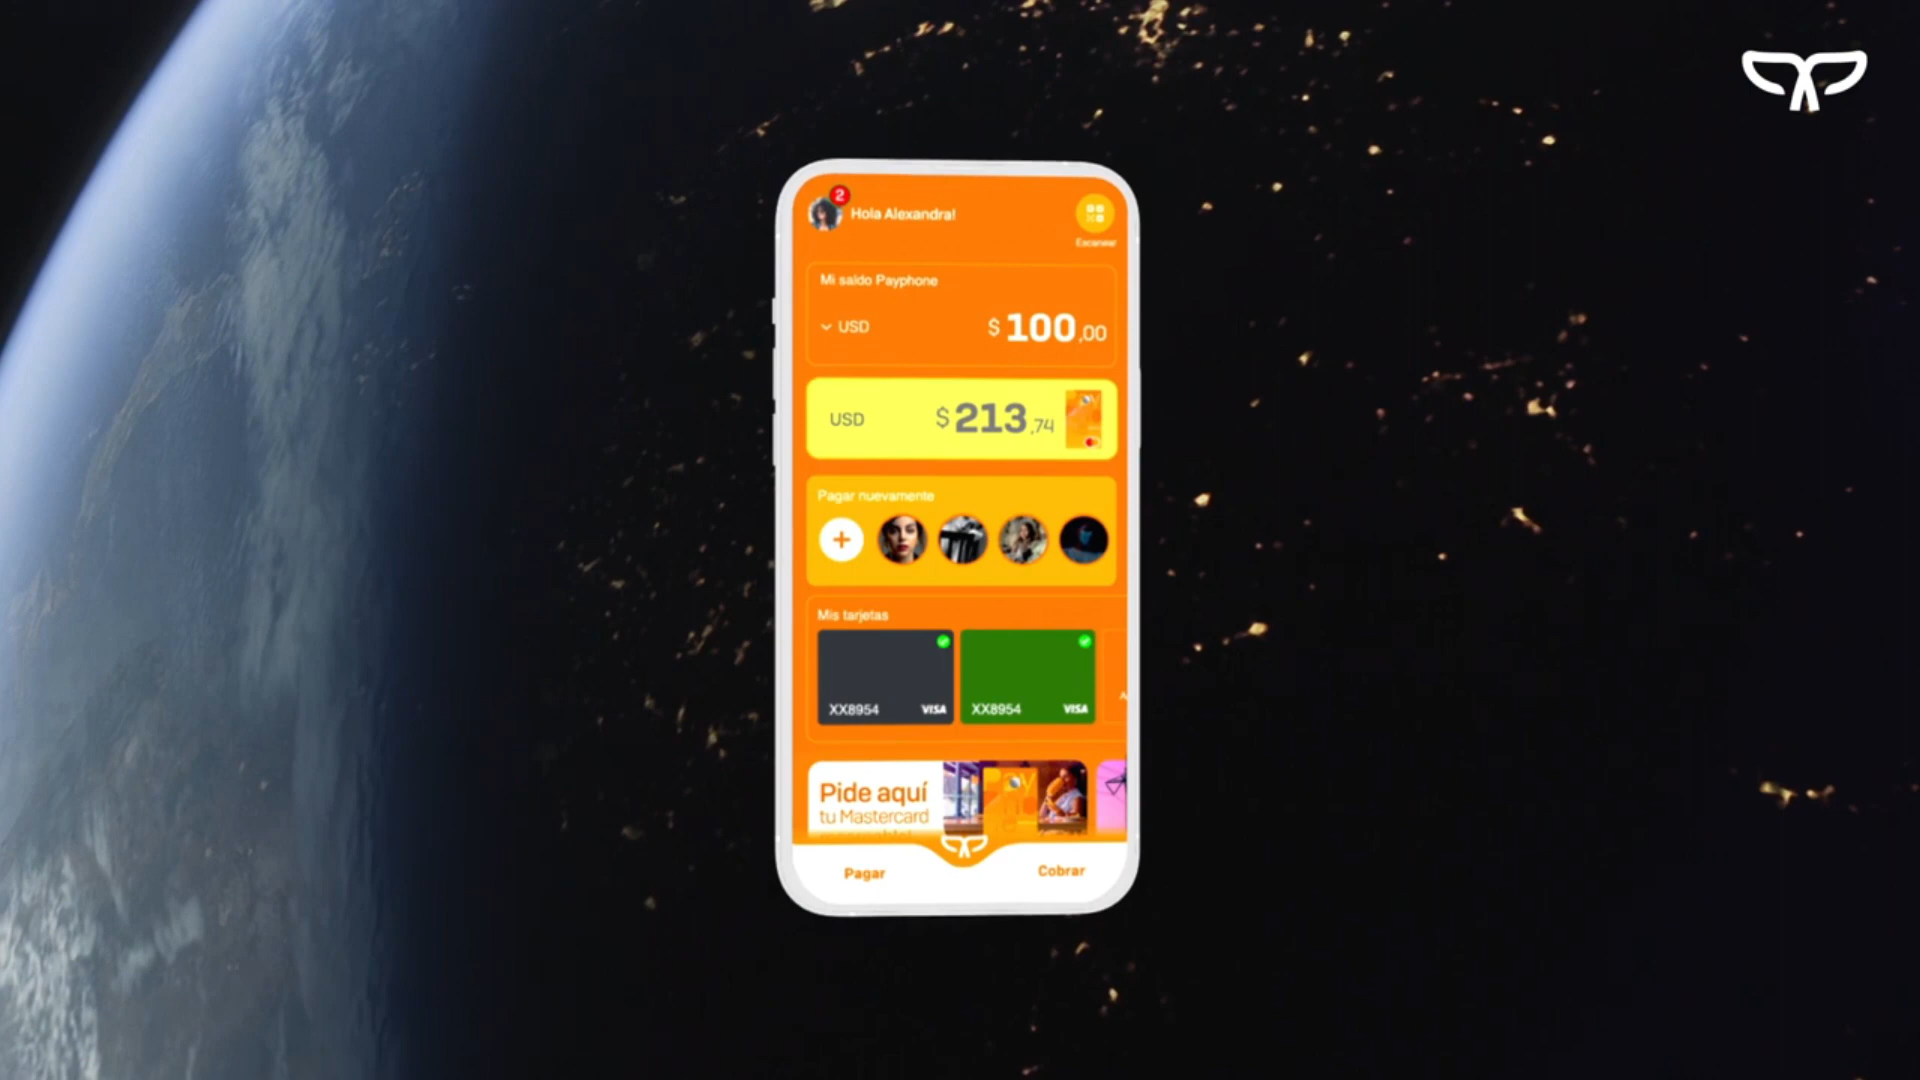 2
Hola Alexandra!
Escanear
Mi saldo Payphone
USD
$ 100,00
USD
$ 213,74
Pagar nuevamente
Mis tarjetas
XX8954 VISA
XX8954 VISA
Pide aquí
tu Mastercard
Pagar
Cobrar